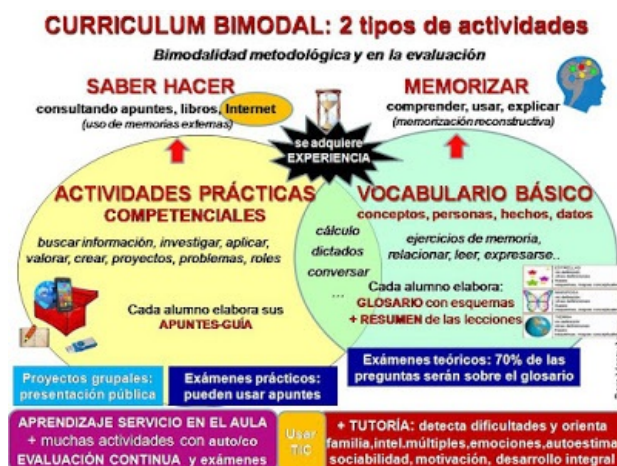 CURRICULUM BIMODAL: 2 tipos de actividades
Bimodalidad metodológica y en la evaluación
SABER HACER
consultando apuntes, libros, Internet
(uso de memorias externas)
MEMORIZAR
comprender, usar, explicar
(memorización reconstructiva)
se adquiere
EXPERIENCIA
ACTIVIDADES PRÁCTICAS
COMPETENCIALES
buscar información, investigar, aplicar,
valorar, crear, proyectos, problemas, roles
Cada alumno elabora sus
APUNTES-GUÍA
cálculo
dictados
conversar
...
VOCABULARIO BÁSICO
conceptos, personas, hechos, datos
ejercicios de memoria,
relacionar, leer, expresarse..
Cada alumno elabora:
GLOSARIO con esquemas
+ RESUMEN de las lecciones
Proyectos grupales:
presentación pública
Exámenes prácticos:
pueden usar apuntes
Exámenes teóricos: 70% de las
preguntas serán sobre el glosario
APRENDIZAJE SERVICIO EN EL AULA
+ muchas actividades con auto/co
EVALUACIÓN CONTINUA y exámenes
Usar
TIC
+ TUTORÍA: detecta dificultades y orienta
familia,intel.múltiples,emociones,autoestima
sociabilidad, motivación, desarrollo integral